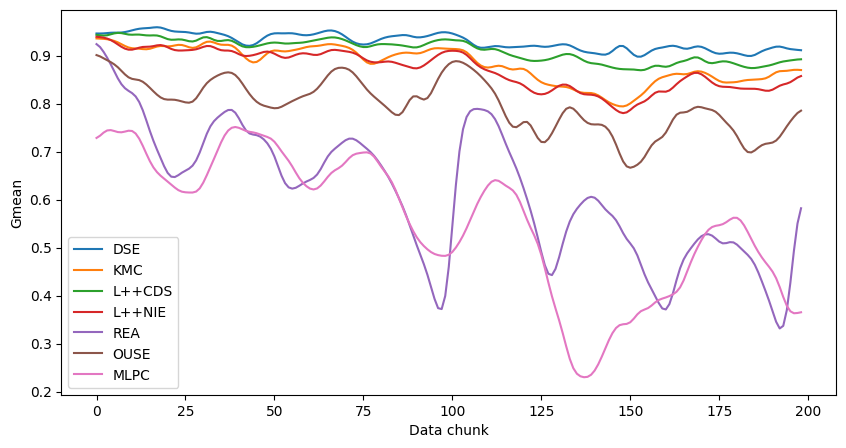 Gmean
0.9
0.8
0.7
0.6
0.5
0.4
0.3
0.2
DSE
KMC
L++CDS
L++NIE
REA
OUSE
MLPC
0 25 50 75 100 125 150 175 200
Data chunk